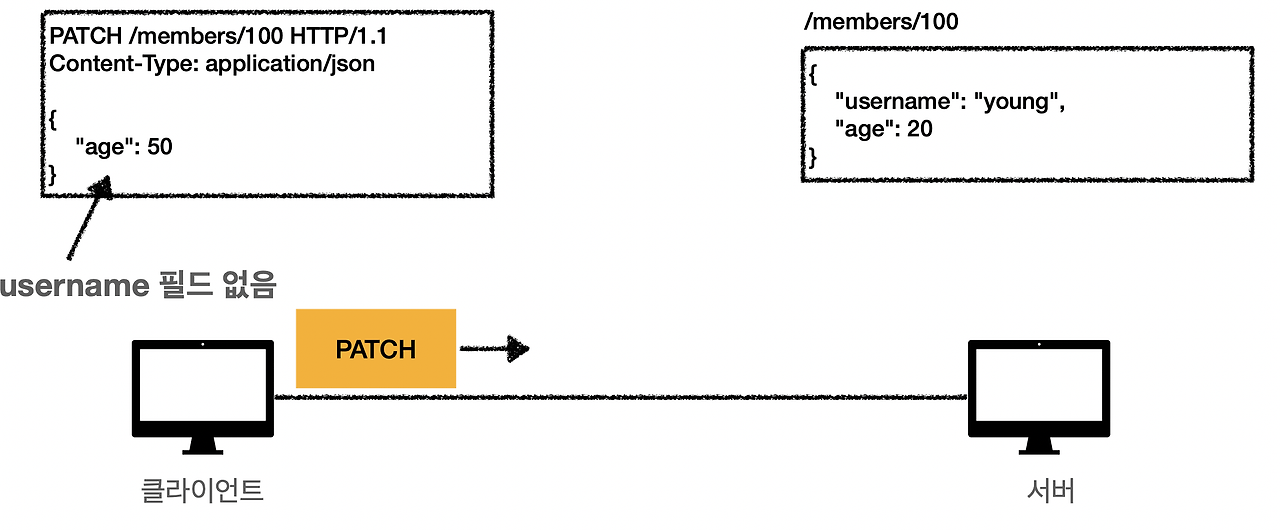 PATCH /members/100 HTTP/1.1
Content-Type: application/json
{
"age": 50
}
username 필드 없음
/members/100
{
"username": "young",
"age": 20
}
PATCH
클라이언트
서버